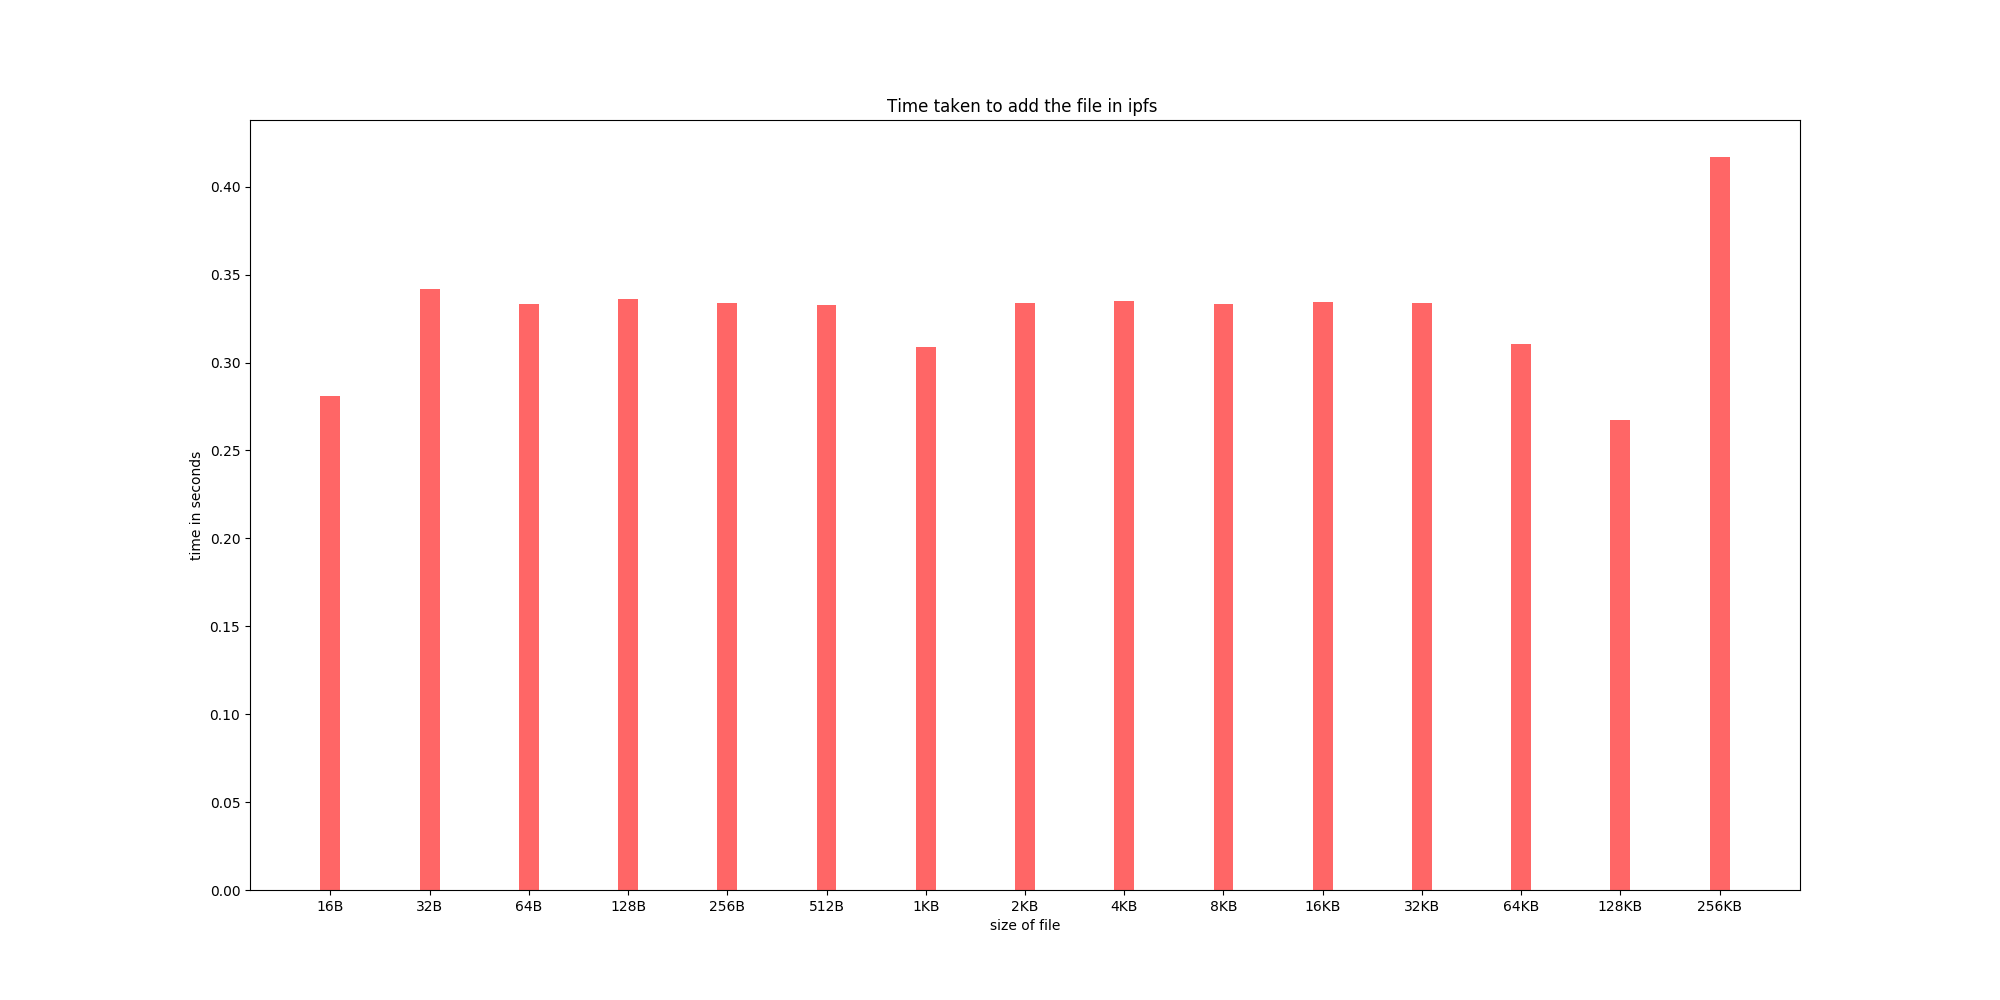 Time taken to add the file in ipfs
time in seconds
0.40
0.35
0.30
0.25
0.20
0.15
0.10
0.05
0.00
16B 32B 64B 128B 256B 512B 1KB 2KB 4KB 8KB 16KB 32KB 64KB 128KB 256KB
size of file